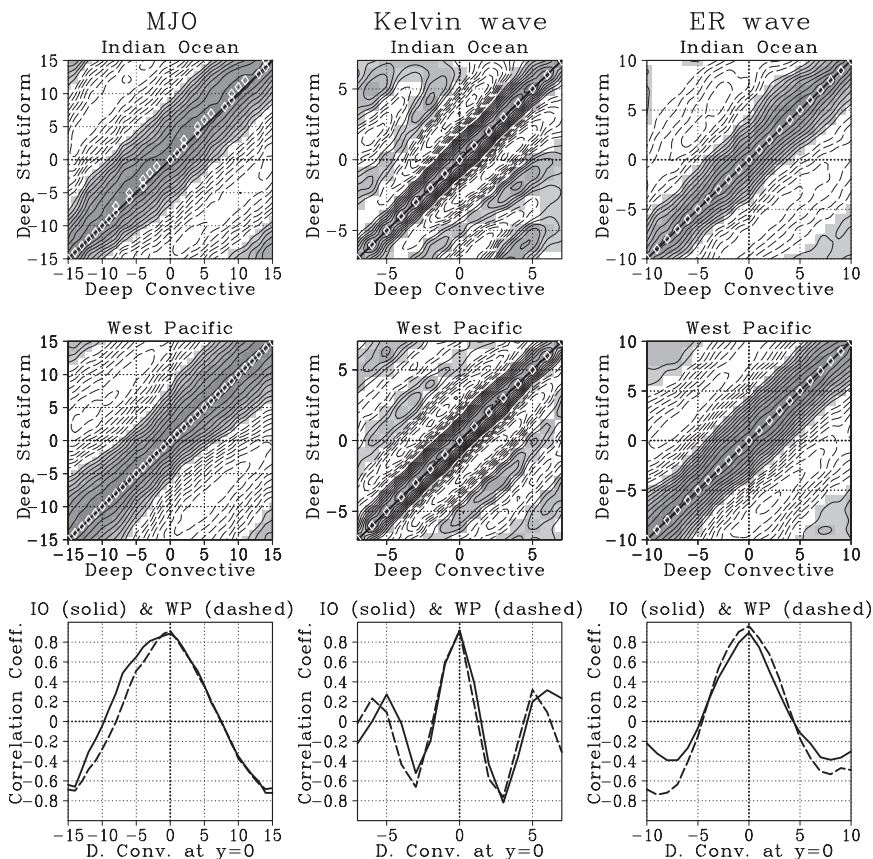 MJO Kelvin wave ER wave
Indian Ocean Indian Ocean Indian Ocean
Deep Stratiform
15
10
5
0
-5
-10
-15
-15 -10 -5 0 5 10 15
Deep Convective
Deep Stratiform
5
0
-5
-5 0 5
Deep Convective
Deep Stratiform
10
5
0
-5
-10
-10 -5 0 5 10
Deep Convective
West Pacific West Pacific West Pacific
Deep Stratiform
15
10
5
0
-5
-10
-15
-15 -10 -5 0 5 10 15
Deep Convective
Deep Stratiform
5
0
-5
-5 0 5
Deep Convective
Deep Stratiform
10
5
0
-5
-10
-10 -5 0 5 10
Deep Convective
IO (solid) & WP (dashed) IO (solid) & WP (dashed) IO (solid) & WP (dashed)
Correlation Coeff.
0.8
0.6
0.4
0.2
0
-0.2
-0.4
-0.6
-0.8
-15 -10 -5 0 5 10 15
D. Conv. at y=0
Correlation Coeff.
0.8
0.6
0.4
0.2
0
-0.2
-0.4
-0.6
-0.8
-5 0 5
D. Conv. at y=0
Correlation Coeff.
0.8
0.6
0.4
0.2
0
-0.2
-0.4
-0.6
-0.8
-10 -5 0 5 10
D. Conv. at y=0